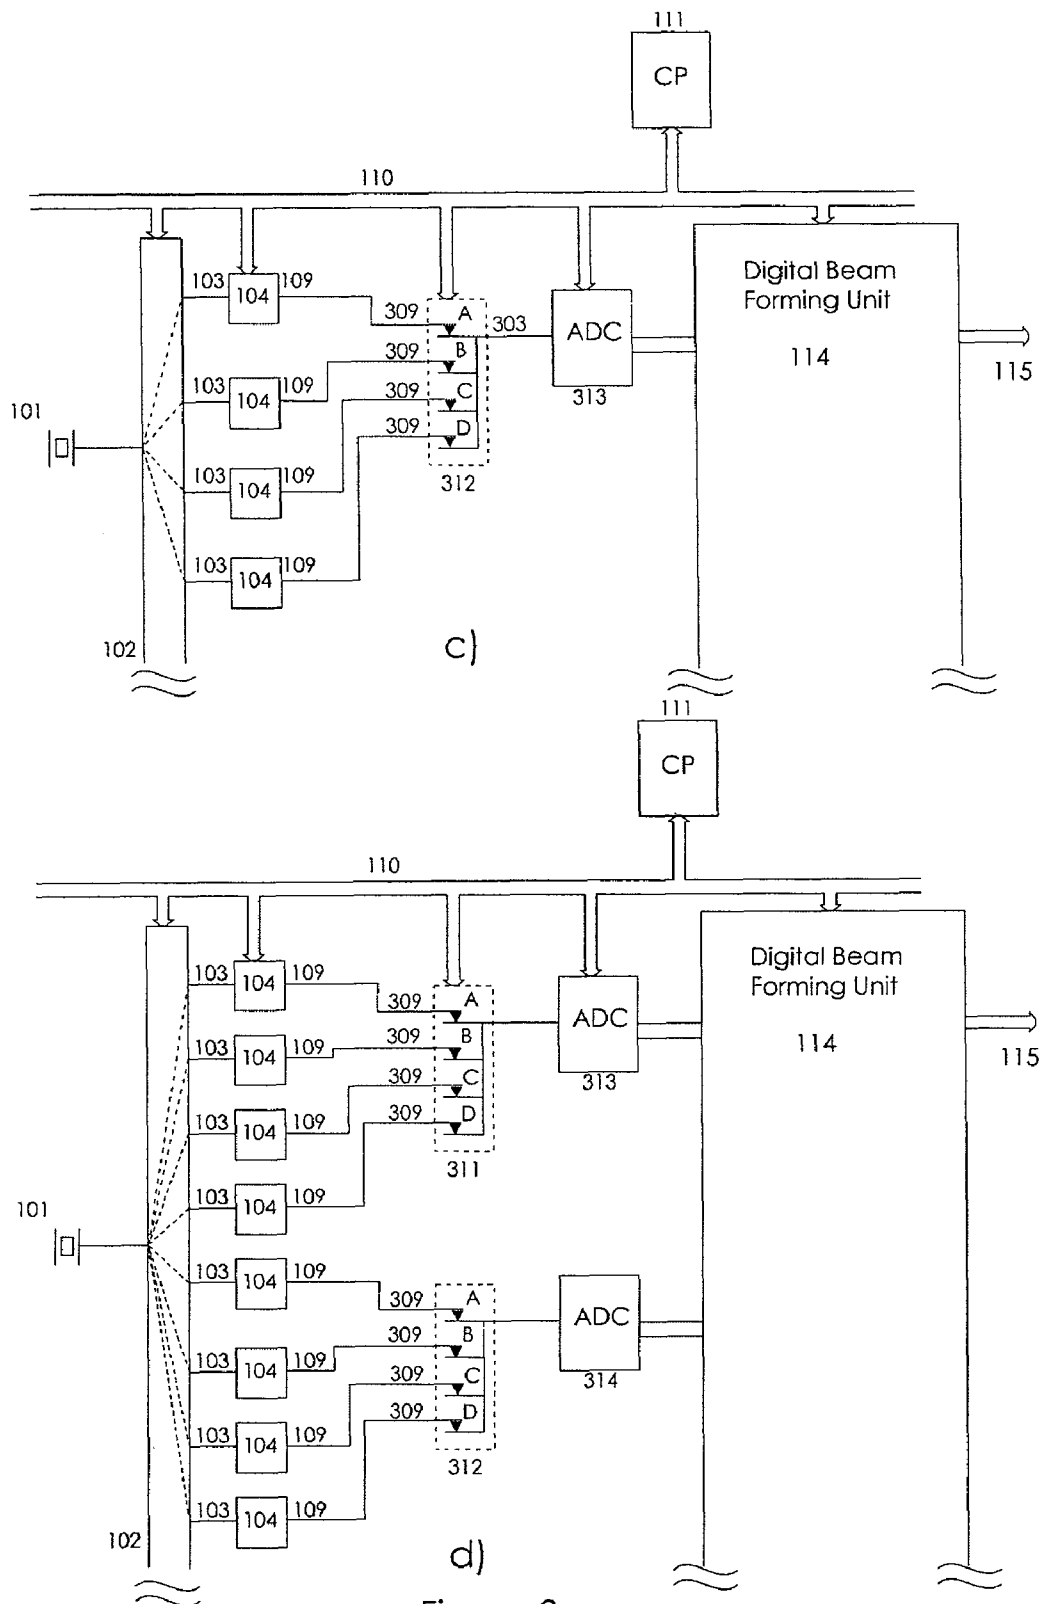 111
CP
110
103 104 109
309 A
303
ADC
313
Digital Beam
Forming Unit
114
115
309 B
103 104 109
309 C
101
309 D
312
103 104 109
103 104 109
102
c)
111
CP
110
103 104 109
309 A
ADC
313
Digital Beam
Forming Unit
114
115
103 104 109
309 B
309 C
103 104 109
309 D
311
103 104 109
101
103 104 109
309 A
ADC
314
309 B
103 104 109
309 C
309 D
312
103 104 109
103 104 109
102
d)